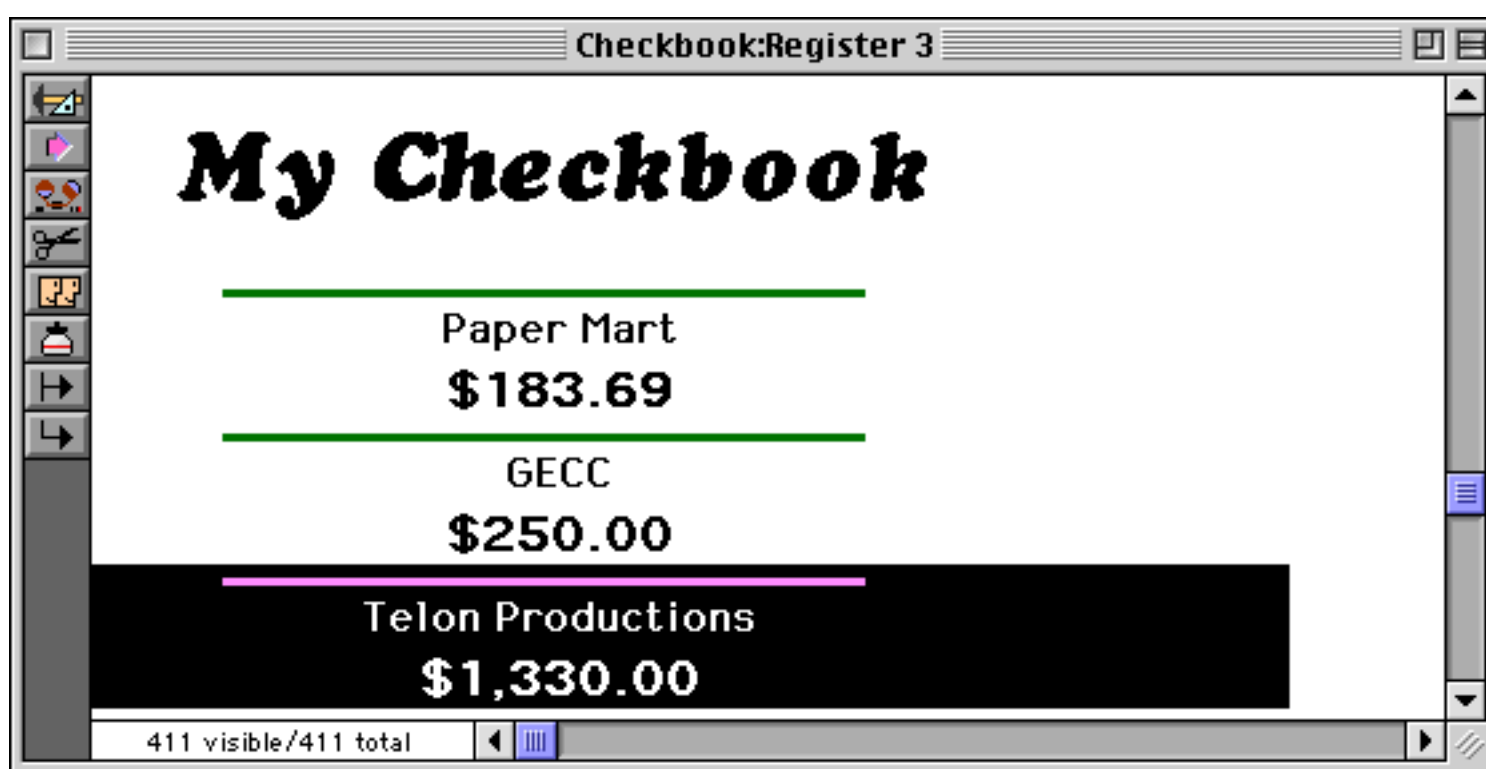 Checkbook:Register 3
My Checkbook
Paper Mart
$183.69
GECC
$250.00
Telon Productions
$1,330.00
411 visible/411 total